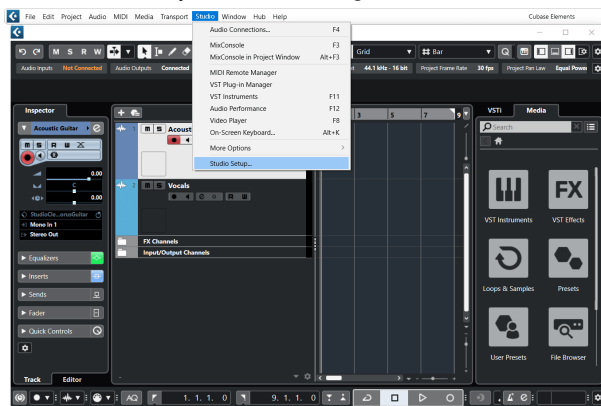 File Edit Project Audio MIDI Media Transport Studio Window Hub Help Cubase Elements
M S R W Grid Bar Q
Audio Inputs Not Connected Audio Outputs Connected 44.1 kHz - 16 bit Project Frame Rate 30 fps Project Pan Law Equal Power
Audio Connections... F4
MixConsole F3
MixConsole in Project Window Alt+F3
MIDI Remote Manager
VST Plug-in Manager
VST Instruments F11
Audio Performance F12
Video Player F8
On-Screen Keyboard... Alt+K
More Options
Studio Setup...
Inspector
Acoustic Guitar
M S R W
0.00
C
0.00
Mono In 1
Stereo Out
Equalizers
Inserts
Sends
Fader
Quick Controls
Track Editor
3 5 7 9
1 M S
2 M S Vocals
R W
FX Channels
Input/Output Channels
VSTi Media
Search
VST Instruments
FX
VST Effects
Loops & Samples
Presets
User Presets
File Browser
AQ 1. 1. 1. 0 9. 1. 1. 0